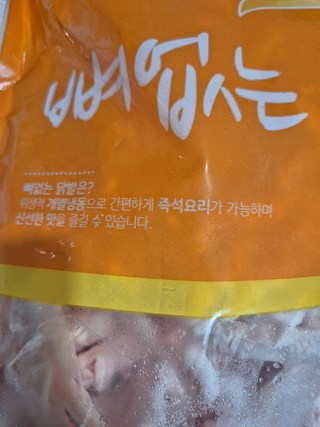 뼈없는
뼈없는 닭발은?
위생적 개별냉동으로 간편하게 즉석요리가 가능하며
신선한 맛을 즐길 수 있습니다.